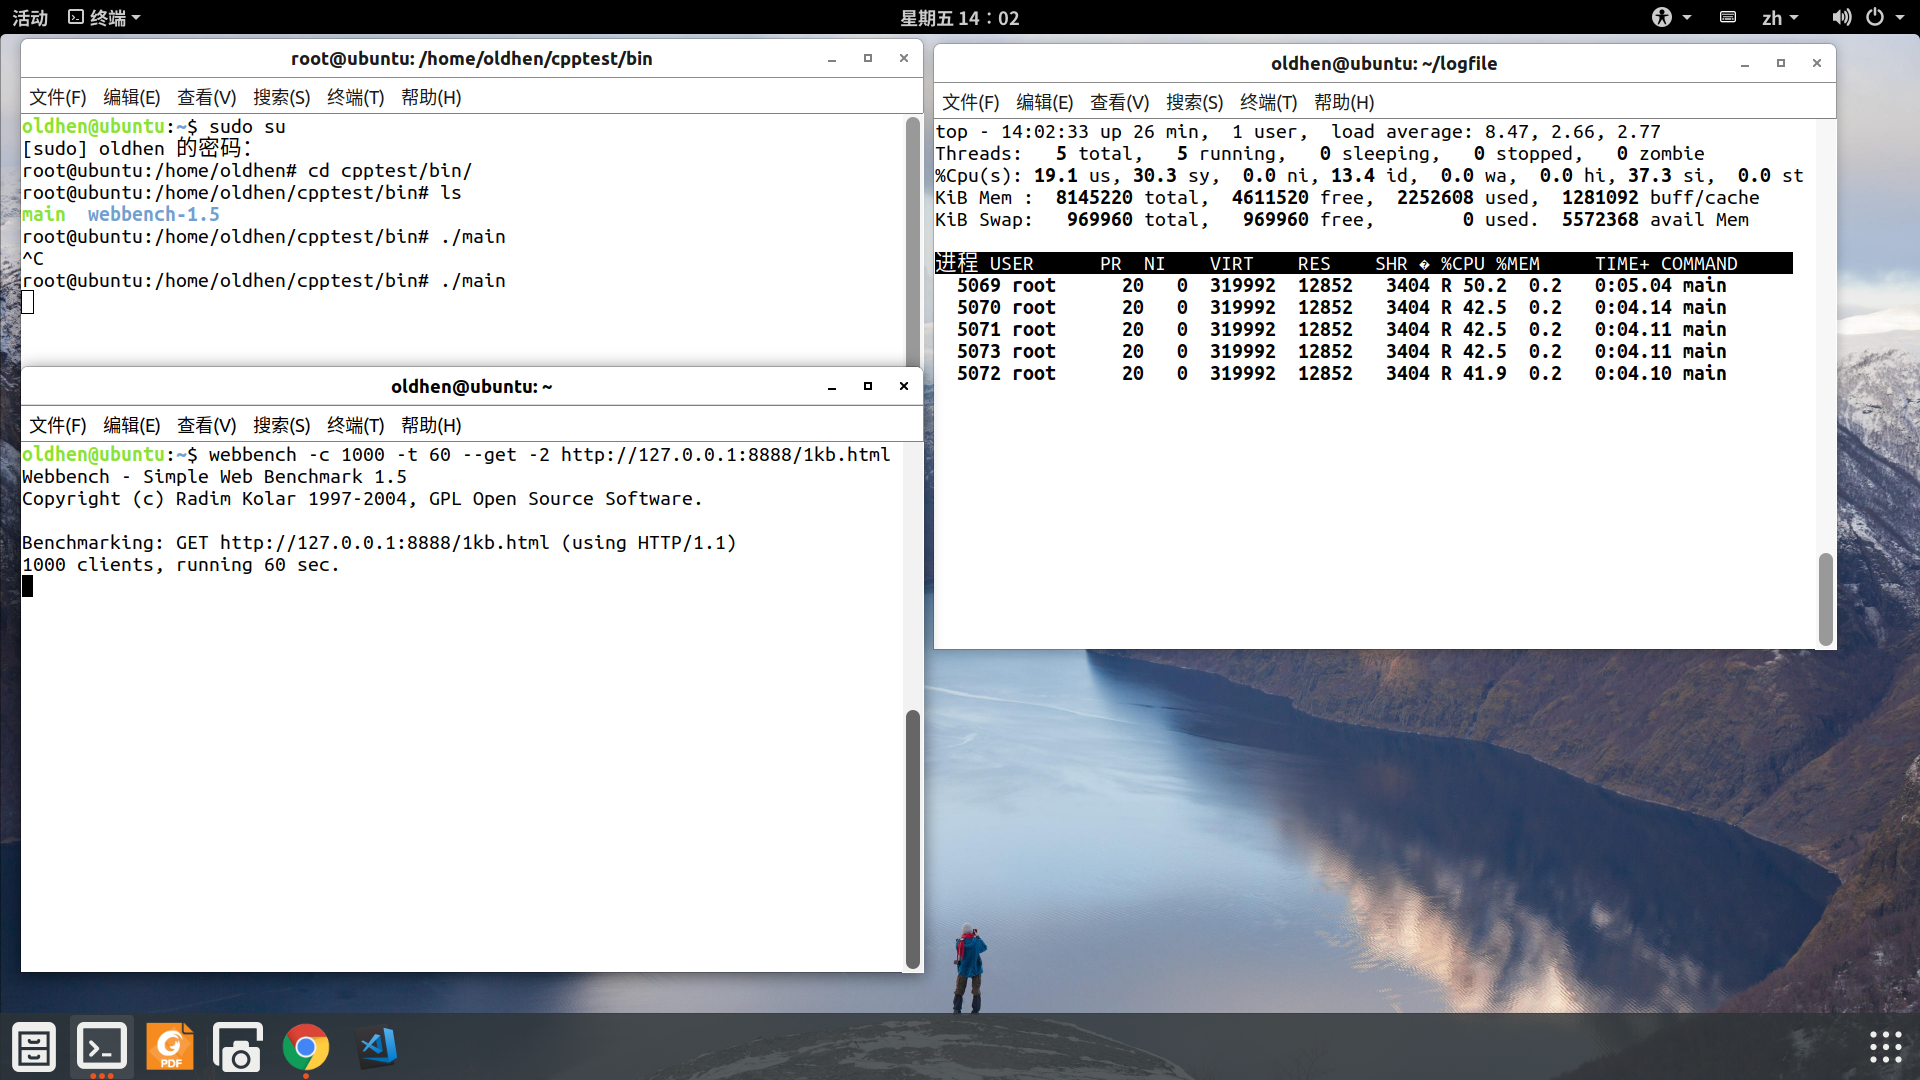 活动 终端 星期五 14：02 zh
root@ubuntu: /home/oldhen/cpptest/bin
文件(F) 编辑(E) 查看(V) 搜索(S) 终端(T) 帮助(H)
oldhen@ubuntu:~$ sudo su
[sudo] oldhen 的密码：
root@ubuntu:/home/oldhen# cd cpptest/bin/
root@ubuntu:/home/oldhen/cpptest/bin# ls
main  webbench-1.5
root@ubuntu:/home/oldhen/cpptest/bin# ./main
^C
root@ubuntu:/home/oldhen/cpptest/bin# ./main
oldhen@ubuntu: ~
文件(F) 编辑(E) 查看(V) 搜索(S) 终端(T) 帮助(H)
oldhen@ubuntu:~$ webbench -c 1000 -t 60 --get -2 http://127.0.0.1:8888/1kb.html
Webbench - Simple Web Benchmark 1.5
Copyright (c) Radim Kolar 1997-2004, GPL Open Source Software.
Benchmarking: GET http://127.0.0.1:8888/1kb.html (using HTTP/1.1)
1000 clients, running 60 sec.
oldhen@ubuntu: ~/logfile
文件(F) 编辑(E) 查看(V) 搜索(S) 终端(T) 帮助(H)
top - 14:02:33 up 26 min,  1 user,  load average: 8.47, 2.66, 2.77
Threads:   5 total,   5 running,   0 sleeping,   0 stopped,   0 zombie
%Cpu(s): 19.1 us, 30.3 sy,  0.0 ni, 13.4 id,  0.0 wa,  0.0 hi, 37.3 si,  0.0 st
KiB Mem :  8145220 total,  4611520 free,  2252608 used,  1281092 buff/cache
KiB Swap:   969960 total,   969960 free,        0 used.  5572368 avail Mem
进程 USER      PR  NI    VIRT    RES    SHR � %CPU %MEM     TIME+ COMMAND
5069 root      20   0  319992  12852   3404 R 50.2  0.2   0:05.04 main
5070 root      20   0  319992  12852   3404 R 42.5  0.2   0:04.14 main
5071 root      20   0  319992  12852   3404 R 42.5  0.2   0:04.11 main
5073 root      20   0  319992  12852   3404 R 42.5  0.2   0:04.11 main
5072 root      20   0  319992  12852   3404 R 41.9  0.2   0:04.10 main
PDF